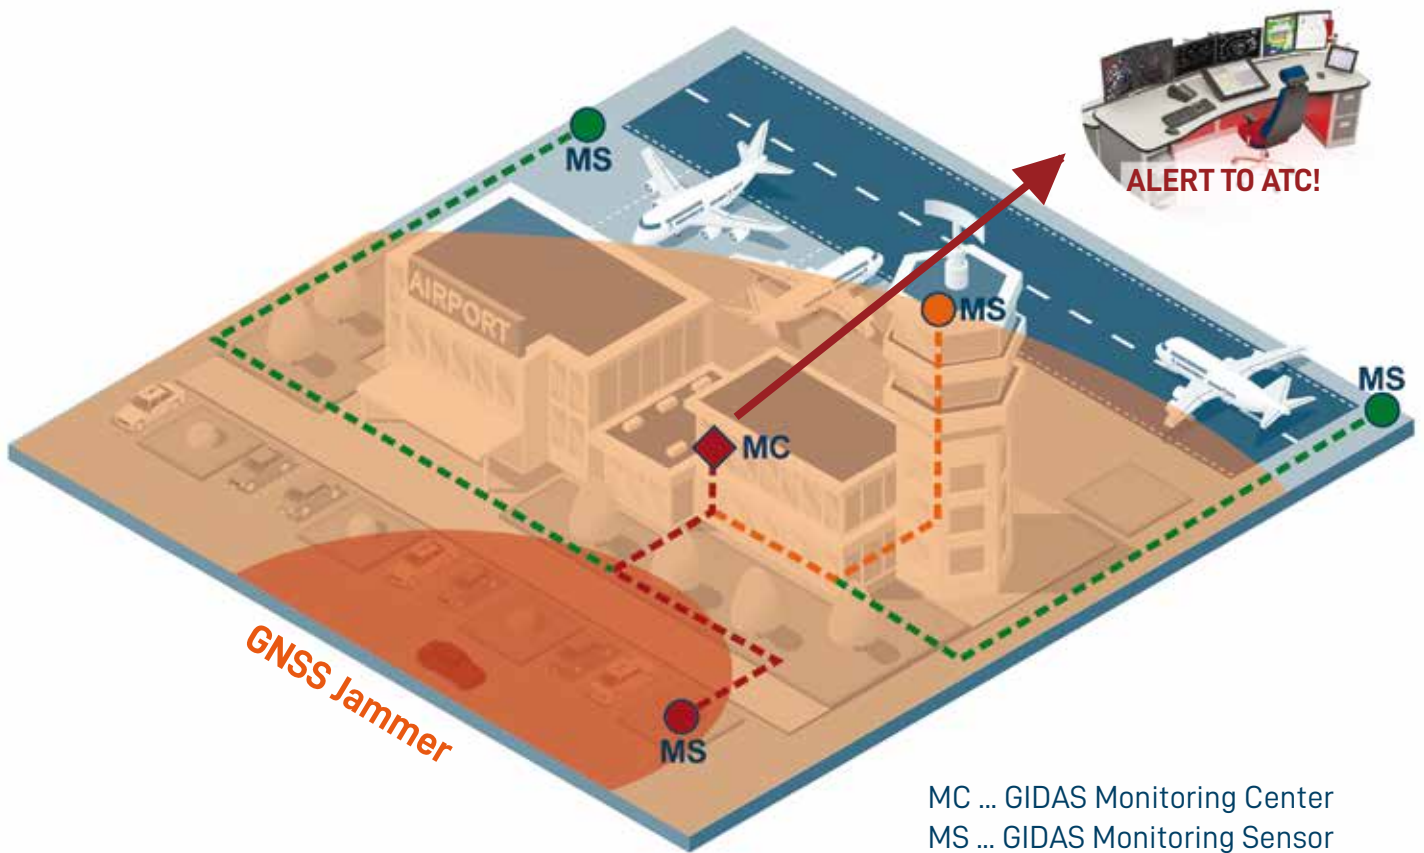 MS
ALERT TO ATC!
AIRPORT
MS
MS
MC
GNSS Jammer
MS
MC ... GIDAS Monitoring Center
MS ... GIDAS Monitoring Sensor